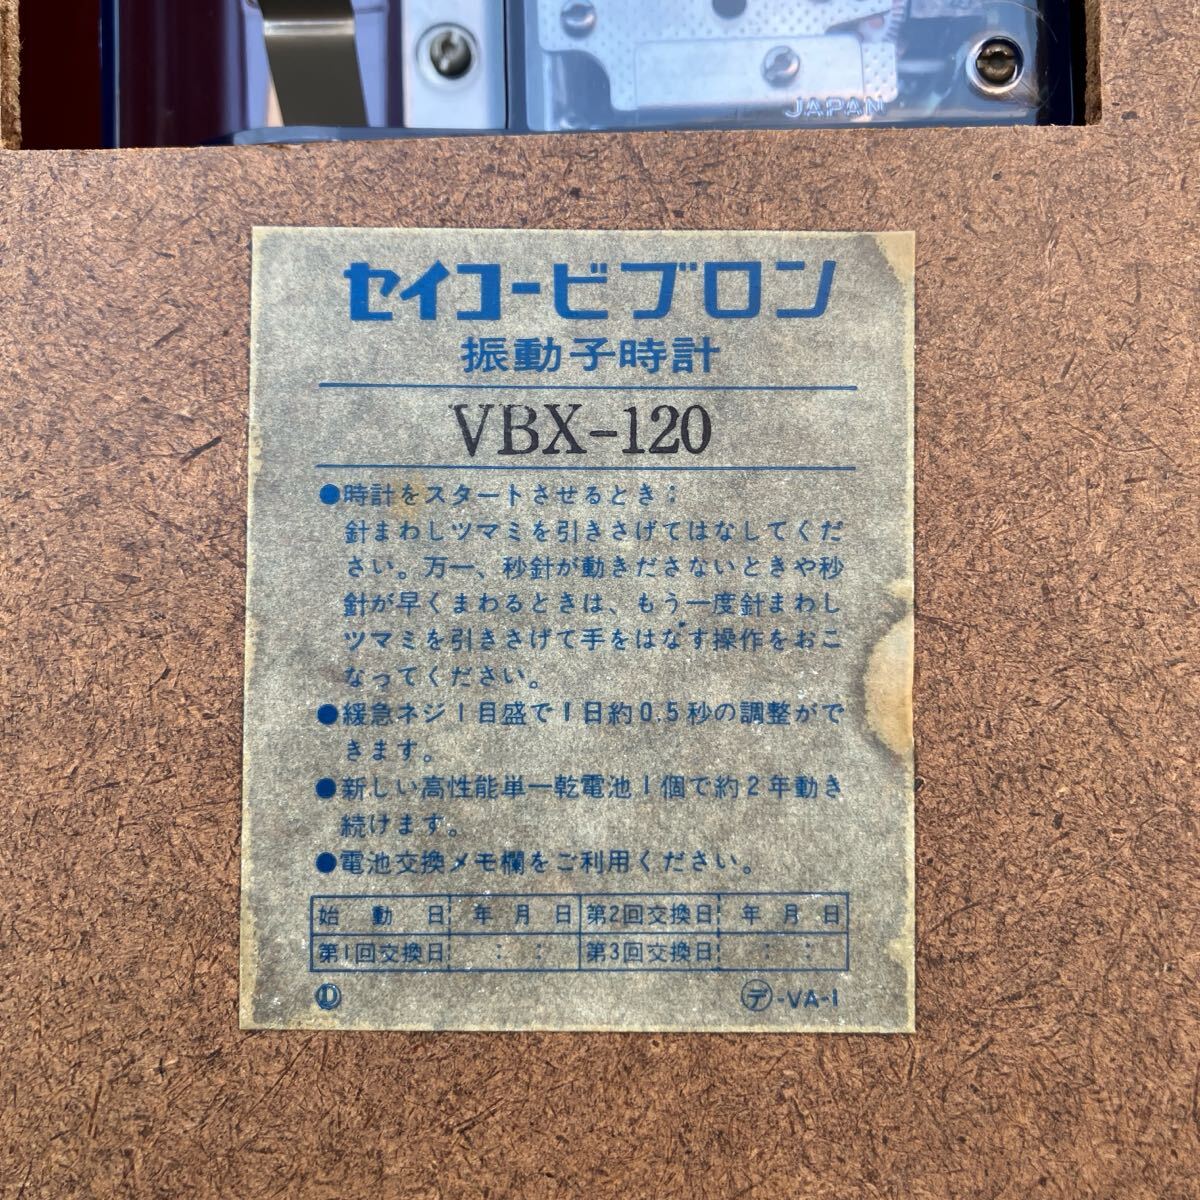 JAPAN
セイコービブロン
振動子時計
VBX-120
●時計をスタートさせるとき:
針まわしツマミを引きさげてはなしてくだ
さい。万一、秒針が動きださないときや秒
針が早くまわるときは、もう一度針まわし
ツマミを引きさげて手をはなす操作をおこ
なってください。
●緩急ネジ1目盛で1日約0.5秒の調整がで
きます。
●新しい高性能単一乾電池1個で約2年動き
続けます。
●電池交換メモ欄をご利用ください。
始動日 年 月 日 第2回交換日 年 月 日
第1回交換日 : : 第3回交換日 : :
デ-VA-1